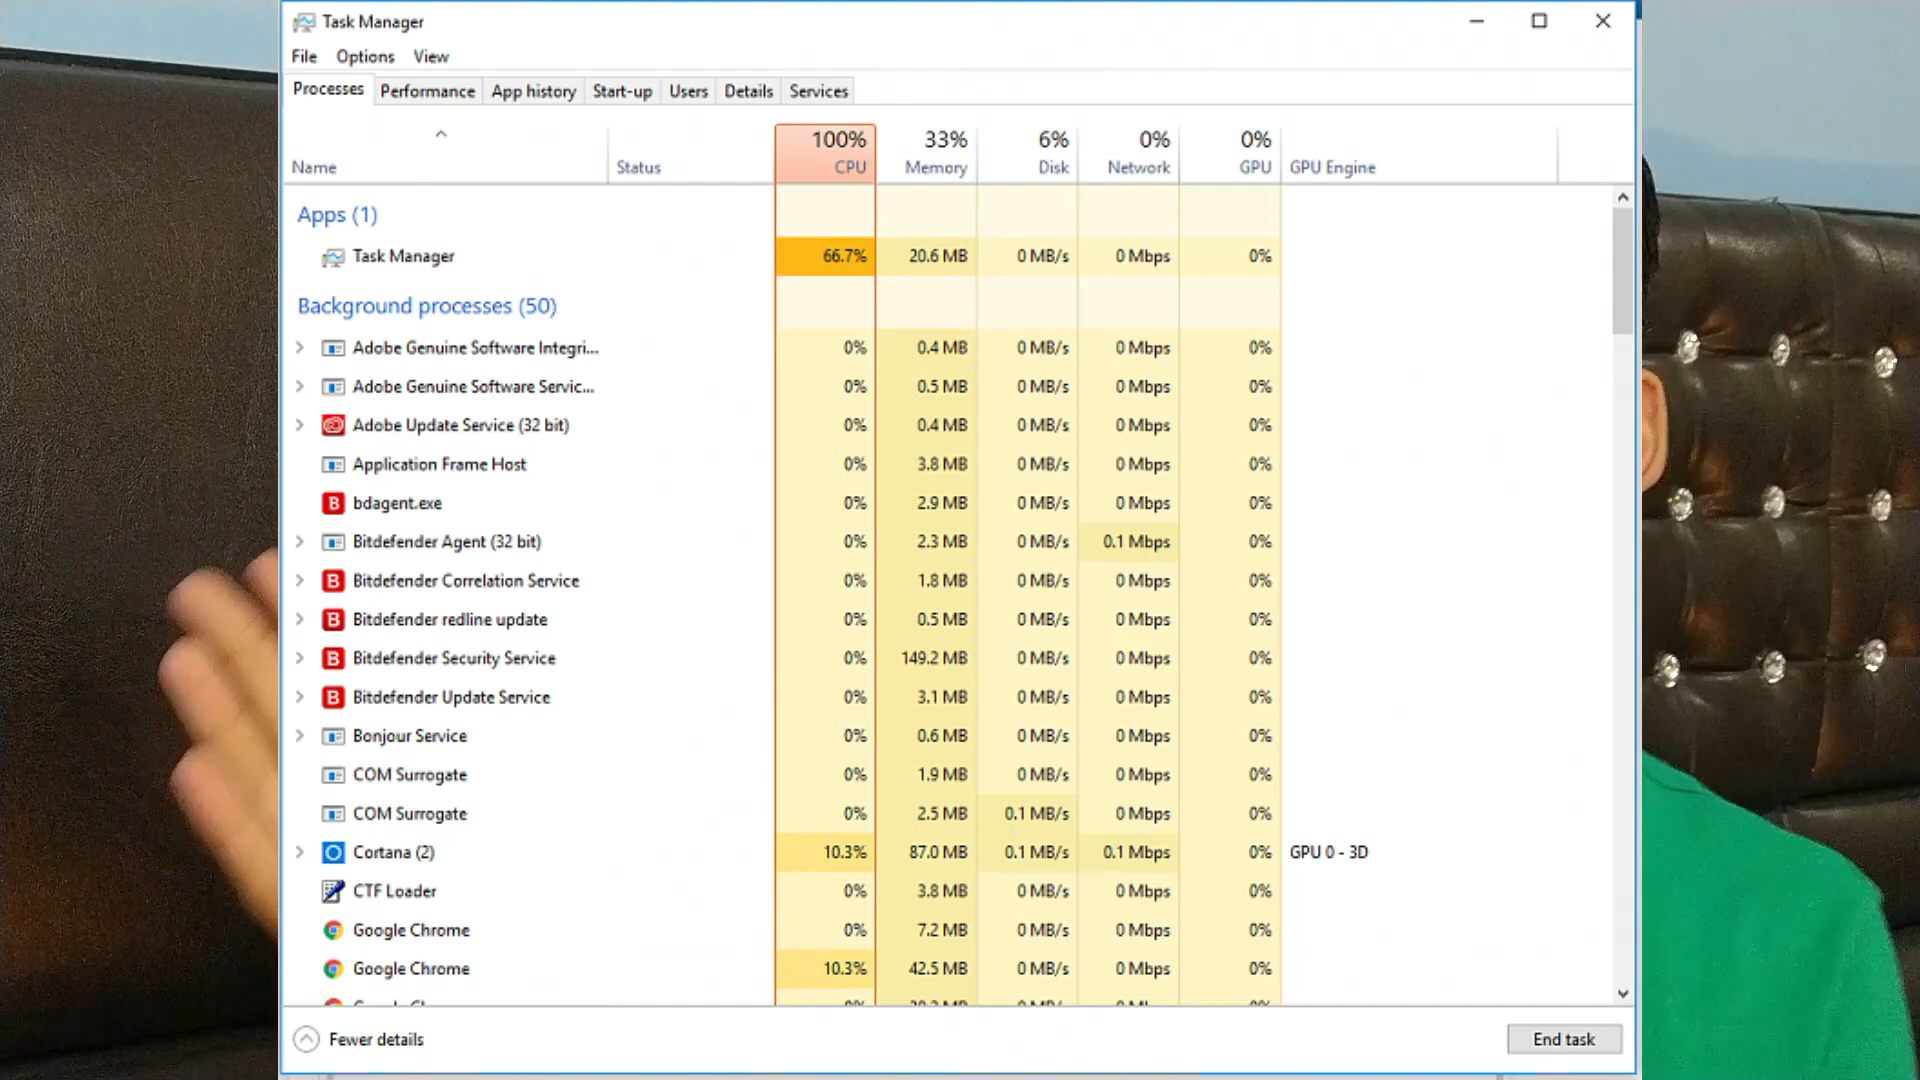 Task Manager
File Options View
Processes Performance App history Start-up Users Details Services
100% 33% 6% 0% 0%
Name Status CPU Memory Disk Network GPU GPU Engine
Apps (1)
Task Manager 66.7% 20.6 MB 0 MB/s 0 Mbps 0%
Background processes (50)
Adobe Genuine Software Integri... 0% 0.4 MB 0 MB/s 0 Mbps 0%
Adobe Genuine Software Servic... 0% 0.5 MB 0 MB/s 0 Mbps 0%
Adobe Update Service (32 bit) 0% 0.4 MB 0 MB/s 0 Mbps 0%
Application Frame Host 0% 3.8 MB 0 MB/s 0 Mbps 0%
B bdagent.exe 0% 2.9 MB 0 MB/s 0 Mbps 0%
Bitdefender Agent (32 bit) 0% 2.3 MB 0 MB/s 0.1 Mbps 0%
B Bitdefender Correlation Service 0% 1.8 MB 0 MB/s 0 Mbps 0%
B Bitdefender redline update 0% 0.5 MB 0 MB/s 0 Mbps 0%
B Bitdefender Security Service 0% 149.2 MB 0 MB/s 0 Mbps 0%
B Bitdefender Update Service 0% 3.1 MB 0 MB/s 0 Mbps 0%
Bonjour Service 0% 0.6 MB 0 MB/s 0 Mbps 0%
COM Surrogate 0% 1.9 MB 0 MB/s 0 Mbps 0%
COM Surrogate 0% 2.5 MB 0.1 MB/s 0 Mbps 0%
Cortana (2) 10.3% 87.0 MB 0.1 MB/s 0.1 Mbps 0% GPU 0 - 3D
CTF Loader 0% 3.8 MB 0 MB/s 0 Mbps 0%
Google Chrome 0% 7.2 MB 0 MB/s 0 Mbps 0%
Google Chrome 10.3% 42.5 MB 0 MB/s 0 Mbps 0%
Fewer details End task